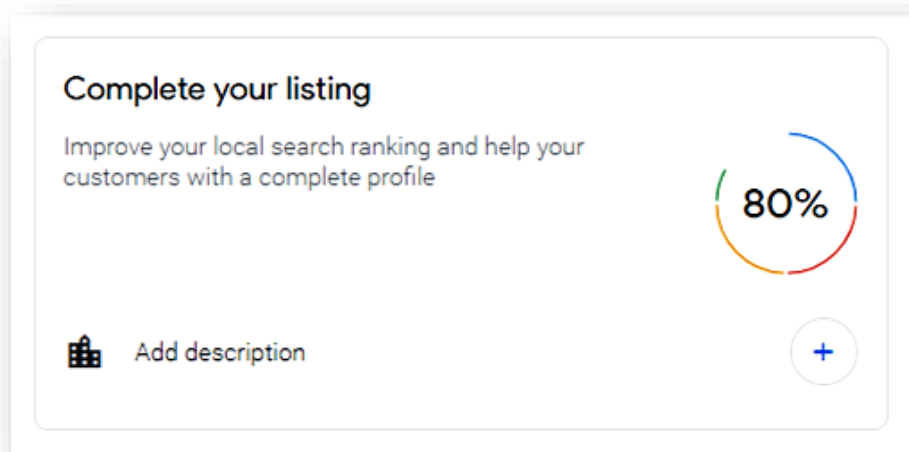 Complete your listing
Improve your local search ranking and help your
customers with a complete profile
80%
Add description